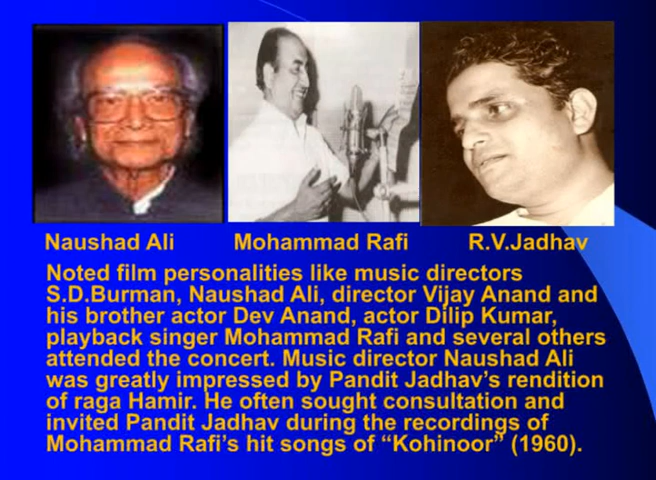 Naushad Ali Mohammad Rafi R.V.Jadhav
Noted film personalities like music directors
S.D.Burman, Naushad Ali, director Vijay Anand and
his brother actor Dev Anand, actor Dilip Kumar,
playback singer Mohammad Rafi and several others
attended the concert. Music director Naushad Ali
was greatly impressed by Pandit Jadhav's rendition
of raga Hamir. He often sought consultation and
invited Pandit Jadhav during the recordings of
Mohammad Rafi's hit songs of “Kohinoor” (1960).